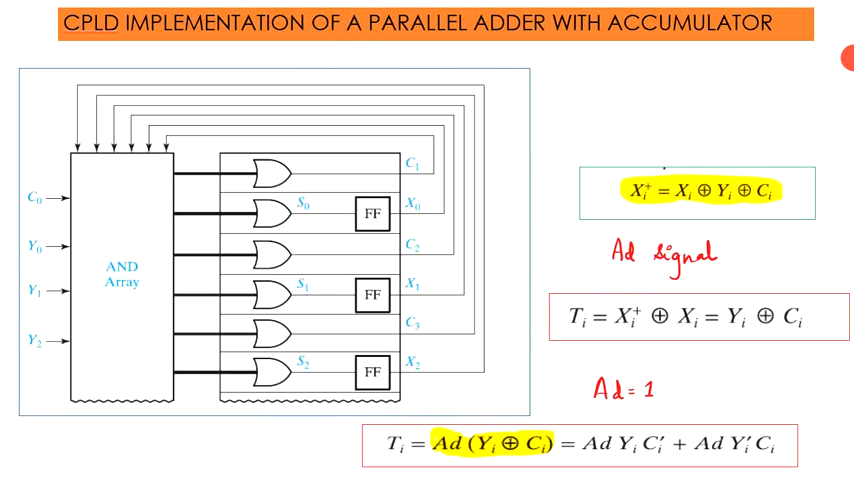 CPLD IMPLEMENTATION OF A PARALLEL ADDER WITH ACCUMULATOR
C₁
C₀
S₀
X₀
FF
Y₀
C₂
AND
Array
Y₁
S₁
X₁
FF
C₃
Y₂
S₂
X₂
FF
Xᵢ⁺ = Xᵢ ⊕ Yᵢ ⊕ Cᵢ
Ad signal
Tᵢ = Xᵢ⁺ ⊕ Xᵢ = Yᵢ ⊕ Cᵢ
Ad = 1
Tᵢ = Ad (Yᵢ ⊕ Cᵢ) = Ad Yᵢ Cᵢ′ + Ad Yᵢ′ Cᵢ